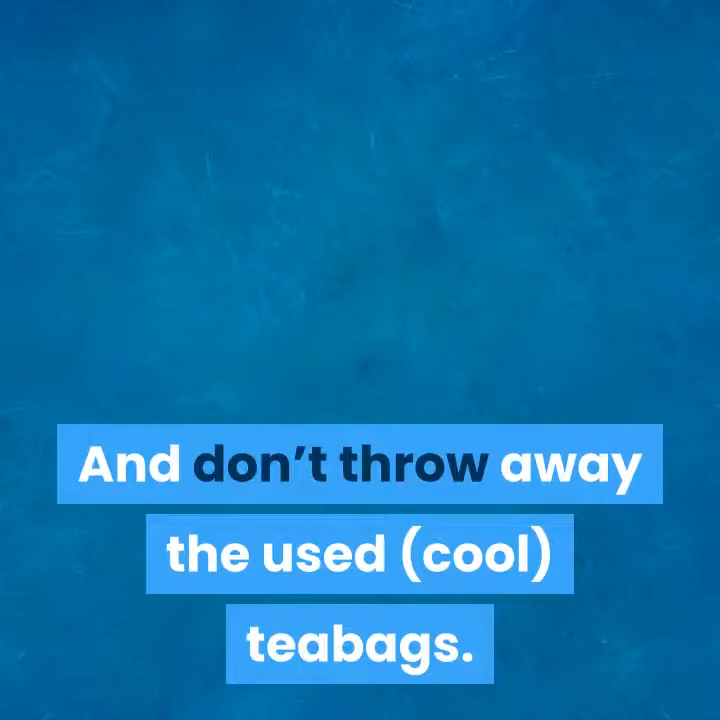 And don’t throw away
the used (cool)
teabags.